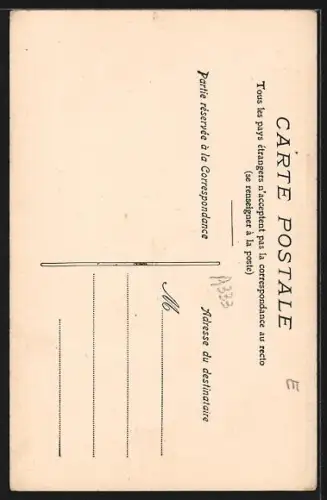 CARTE POSTALE
Tous les pays étrangers n'acceptent pas la correspondance au recto
(se renseigner à la poste)
Partie réservée à la Correspondance
Adresse du destinataire
A333
M
E